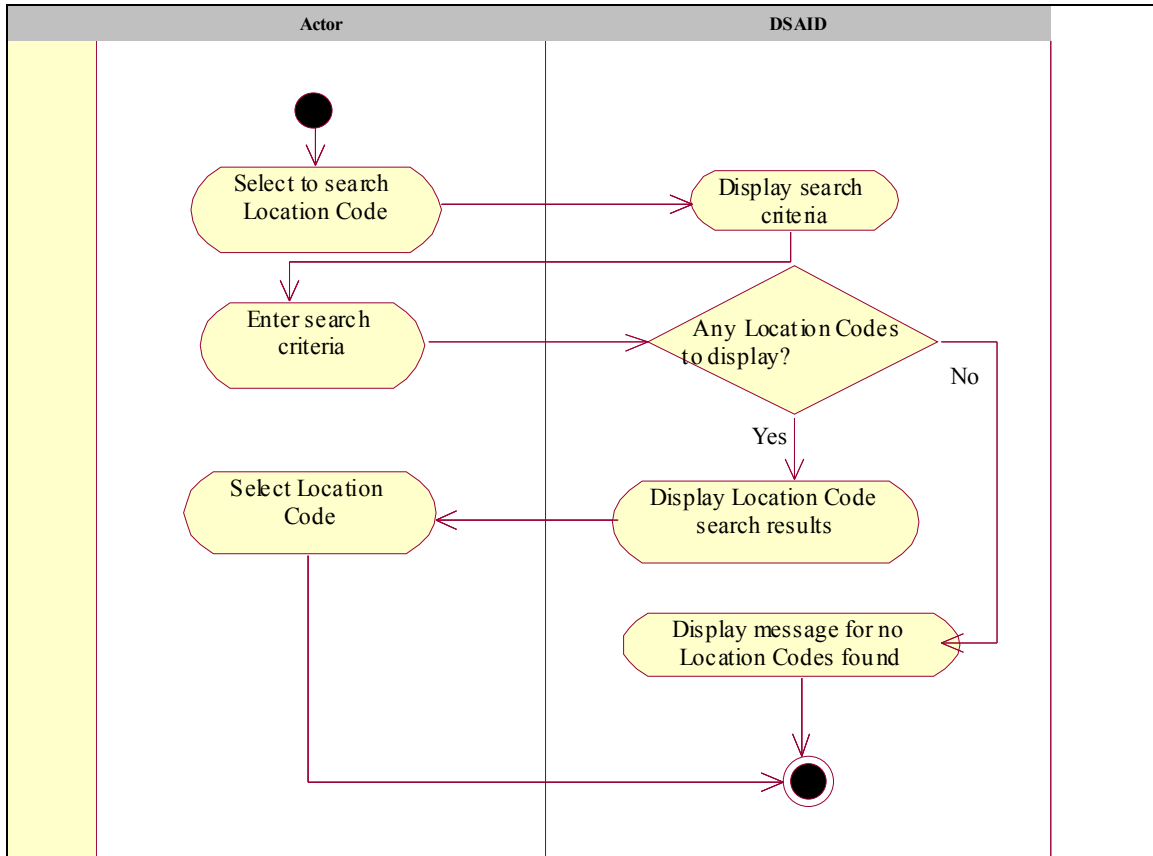 Actor
DSAID
Select to search
Location Code
Display search
criteria
Enter search
criteria
Any Location Codes
to display?
No
Yes
Select Location
Code
Display Location Code
search results
Display message for no
Location Codes found